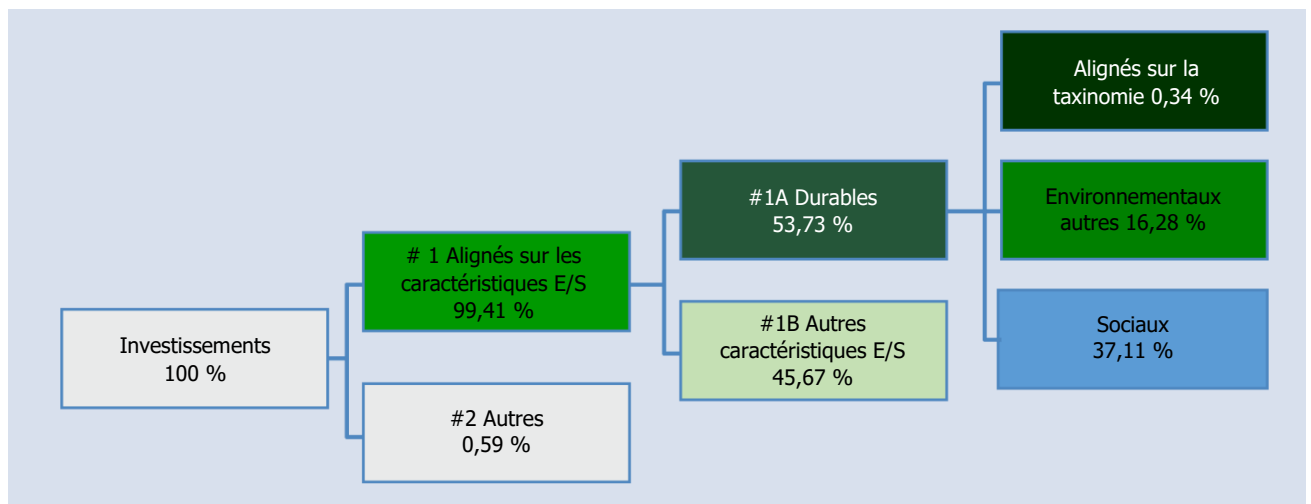 Investissements
100 %
# 1 Alignés sur les
caractéristiques E/S
99,41 %
#2 Autres
0,59 %
#1A Durables
53,73 %
#1B Autres
caractéristiques E/S
45,67 %
Alignés sur la
taxinomie 0,34 %
Environnementaux
autres 16,28 %
Sociaux
37,11 %